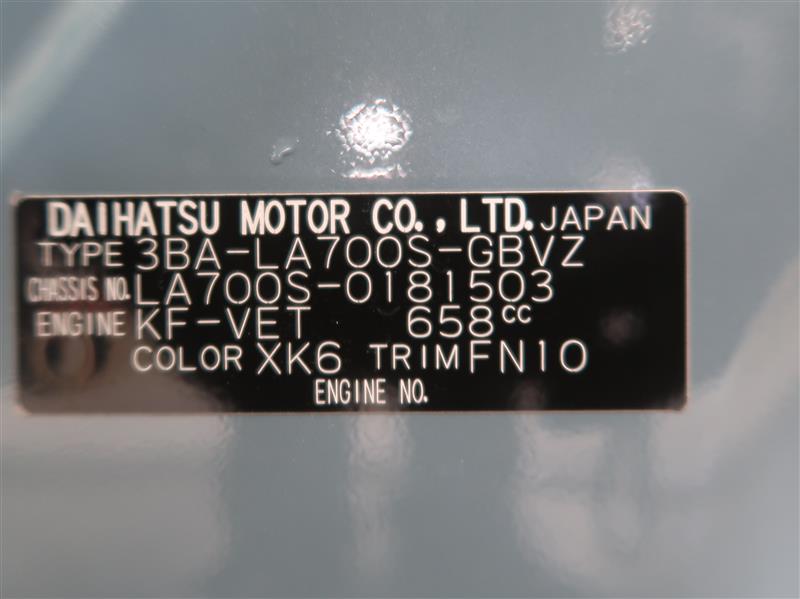 DAIHATSU MOTOR CO., LTD. JAPAN
TYPE 3BA-LA700S-GBVZ
CHASSIS NO. LA700S-0181503
ENGINE KF-VET 658cc
COLOR XK6 TRIM FN10
ENGINE NO.